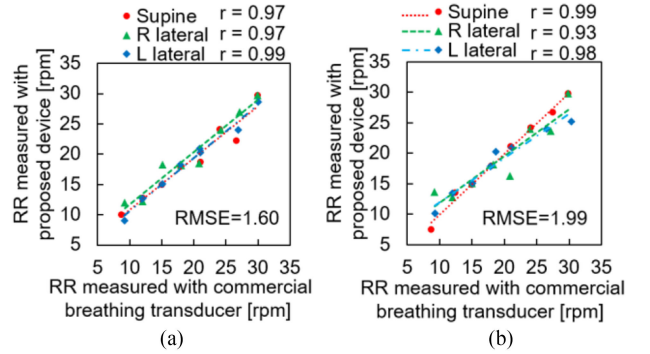 Supine r = 0.97
R lateral r = 0.97
L lateral r = 0.99
RR measured with
proposed device [rpm]
35
30
25
20
15
10
5
RMSE=1.60
5 10 15 20 25 30 35
RR measured with commercial
breathing transducer [rpm]
(a)
Supine r = 0.99
R lateral r = 0.93
L lateral r = 0.98
RR measured with
proposed device [rpm]
35
30
25
20
15
10
5
RMSE=1.99
5 10 15 20 25 30 35
RR measured with commercial
breathing transducer [rpm]
(b)